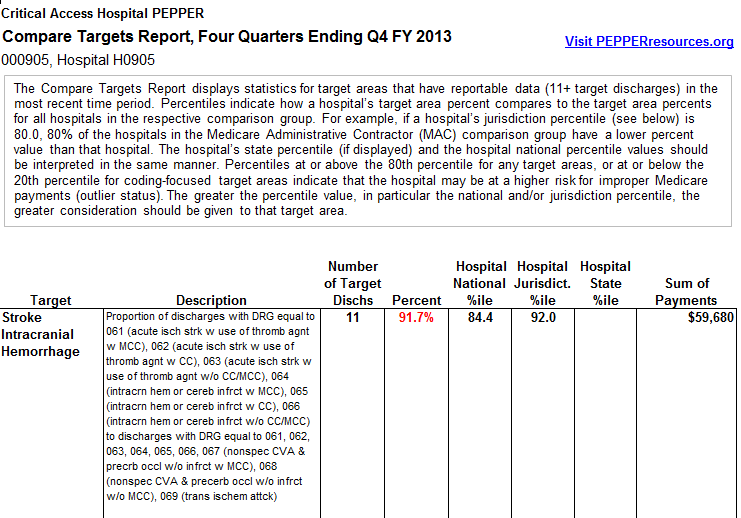 Critical Access Hospital PEPPER
Compare Targets Report, Four Quarters Ending Q4 FY 2013
Visit PEPPERresources.org
000905, Hospital H0905
The Compare Targets Report displays statistics for target areas that have reportable data (11+ target discharges) in the
most recent time period. Percentiles indicate how a hospital's target area percent compares to the target area percents
for all hospitals in the respective comparison group. For example, if a hospital's jurisdiction percentile (see below) is
80.0, 80% of the hospitals in the Medicare Administrative Contractor (MAC) comparison group have a lower percent
value than that hospital. The hospital's state percentile (if displayed) and the hospital national percentile values should
be interpreted in the same manner. Percentiles at or above the 80th percentile for any target areas, or at or below the
20th percentile for coding-focused target areas indicate that the hospital may be at a higher risk for improper Medicare
payments (outlier status). The greater the percentile value, in particular the national and/or jurisdiction percentile, the
greater consideration should be given to that target area.
Number Hospital Hospital Hospital
of Target National Jurisdict. State Sum of
Target Description Dischs Percent %ile %ile %ile Payments
Stroke Proportion of discharges with DRG equal to 11 91.7% 84.4 92.0 $59,680
Intracranial 061 (acute isch strk w use of thromb agnt
Hemorrhage w MCC), 062 (acute isch strk w use of
thromb agnt w CC), 063 (acute isch strk w
use of thromb agnt w/o CC/MCC), 064
(intracrn hem or cereb infrct w MCC), 065
(intracrn hem or cereb infrct w CC), 066
(intracrn hem or cereb infrct w/o CC/MCC)
to discharges with DRG equal to 061, 062,
063, 064, 065, 066, 067 (nonspec CVA &
precrb occl w/o infrct w MCC), 068
(nonspec CVA & precerb occl w/o infrct
w/o MCC), 069 (trans ischem attck)